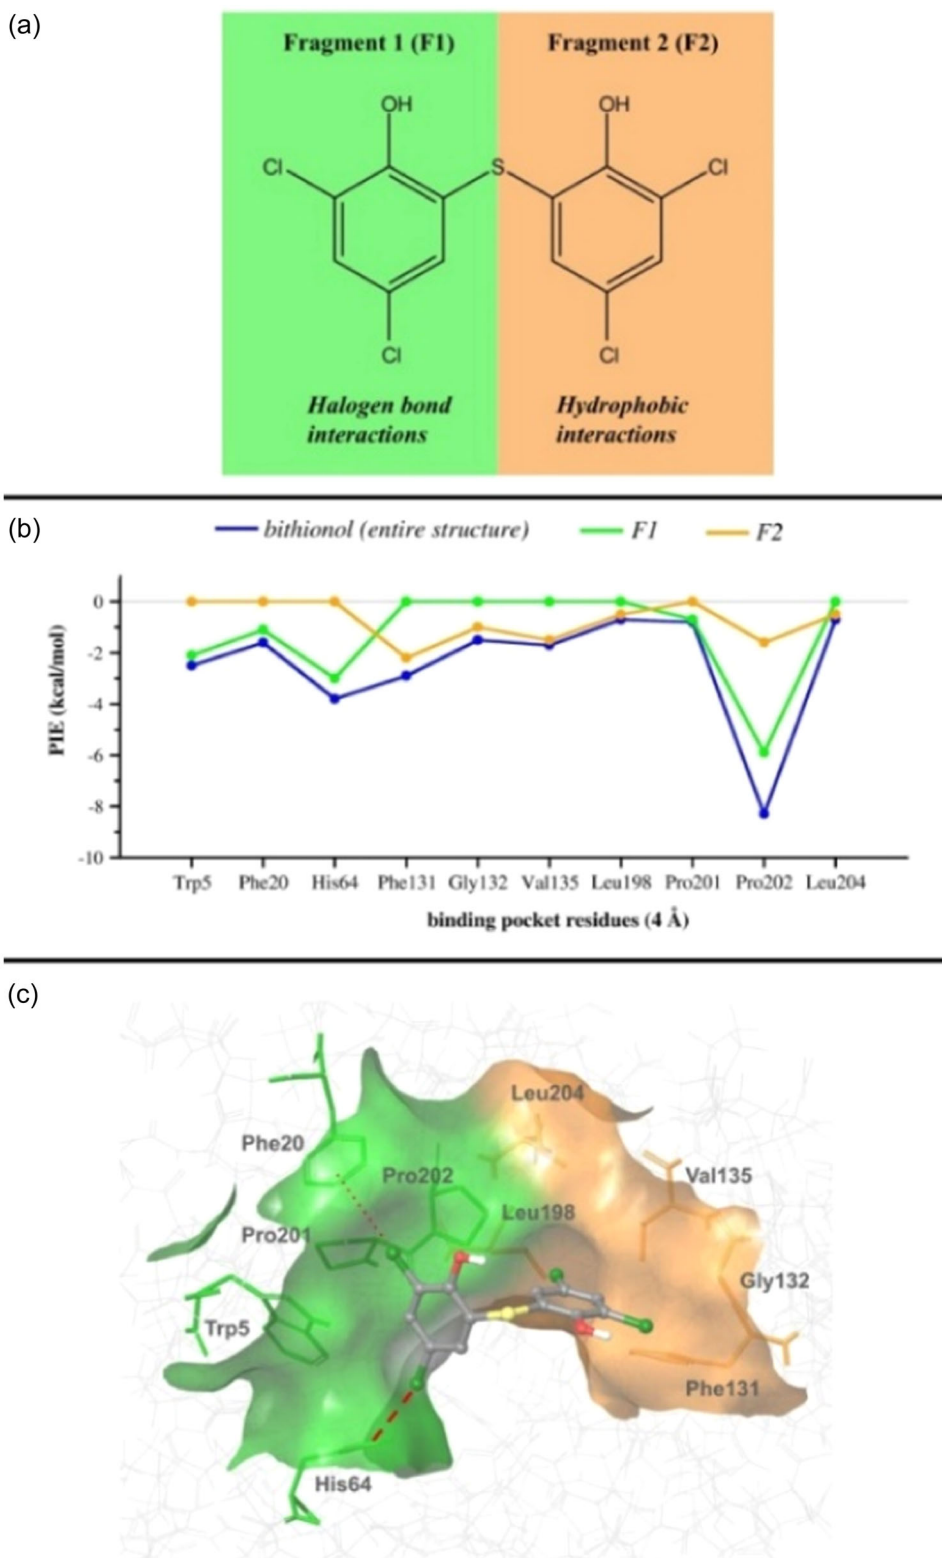 (a)
Fragment 1 (F1) Fragment 2 (F2)
OH OH
Cl S Cl
Cl Cl
Halogen bond Hydrophobic
interactions interactions
(b)
bithionol (entire structure) F1 F2
0
-2
-4
-6
-8
-10
PIE (kcal/mol)
Trp5 Phe20 His64 Phe131 Gly132 Val135 Leu198 Pro201 Pro202 Leu204
binding pocket residues (4 Å)
(c)
Leu204
Phe20
Pro202 Val135
Leu198
Pro201
Gly132
Trp5
Phe131
His64